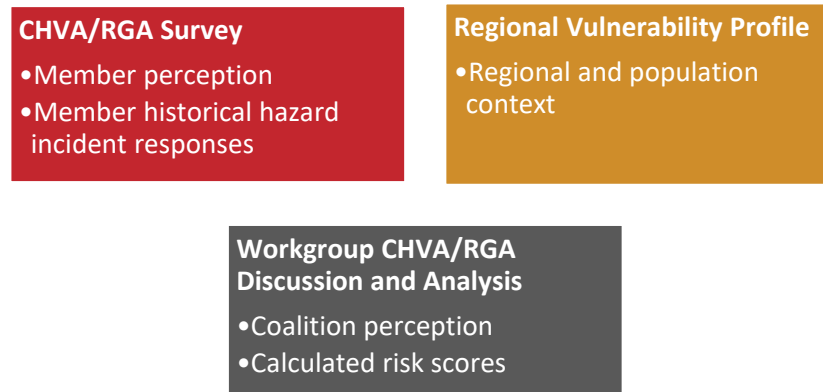 CHVA/RGA Survey
•Member perception
•Member historical hazard
incident responses
Regional Vulnerability Profile
•Regional and population
context
Workgroup CHVA/RGA
Discussion and Analysis
•Coalition perception
•Calculated risk scores